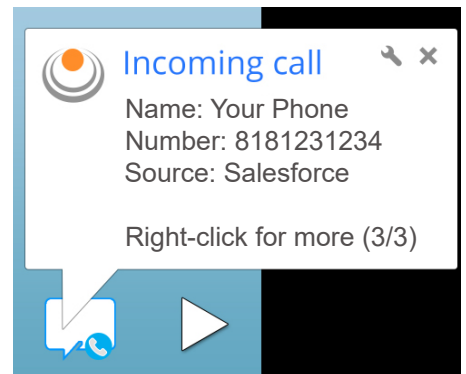 Incoming call
Name: Your Phone
Number: 8181231234
Source: Salesforce
Right-click for more (3/3)